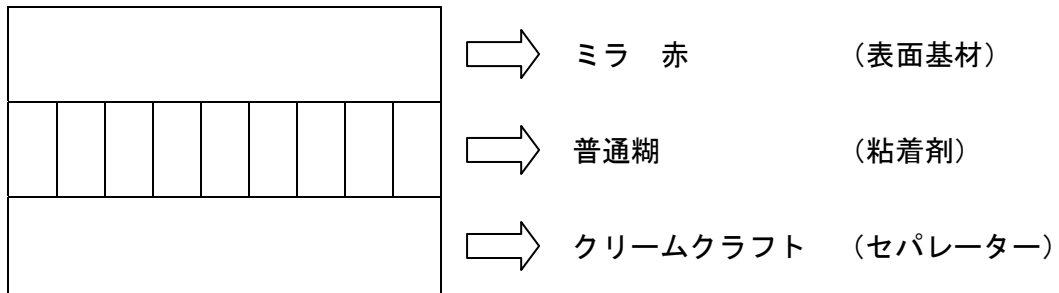 ミラ　赤　（表面基材）
普通糊　（粘着剤）
クリームクラフト　（セパレーター）